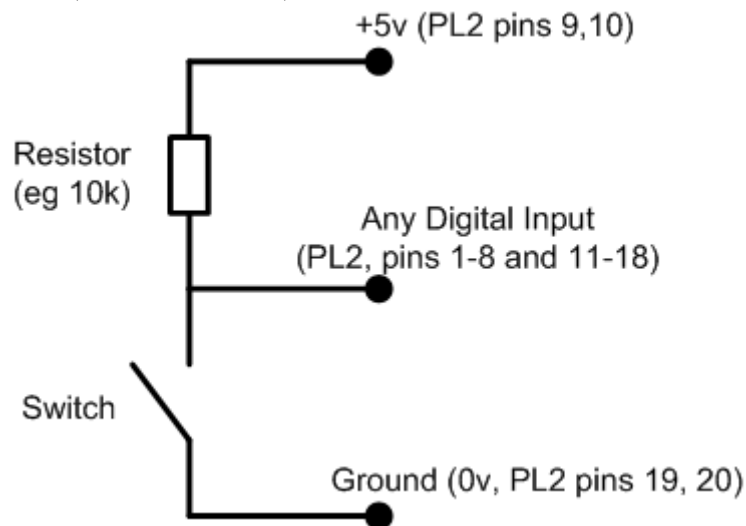 +5v (PL2 pins 9,10)
Resistor
(eg 10k)
Any Digital Input
(PL2, pins 1-8 and 11-18)
Switch
Ground (0v, PL2 pins 19, 20)